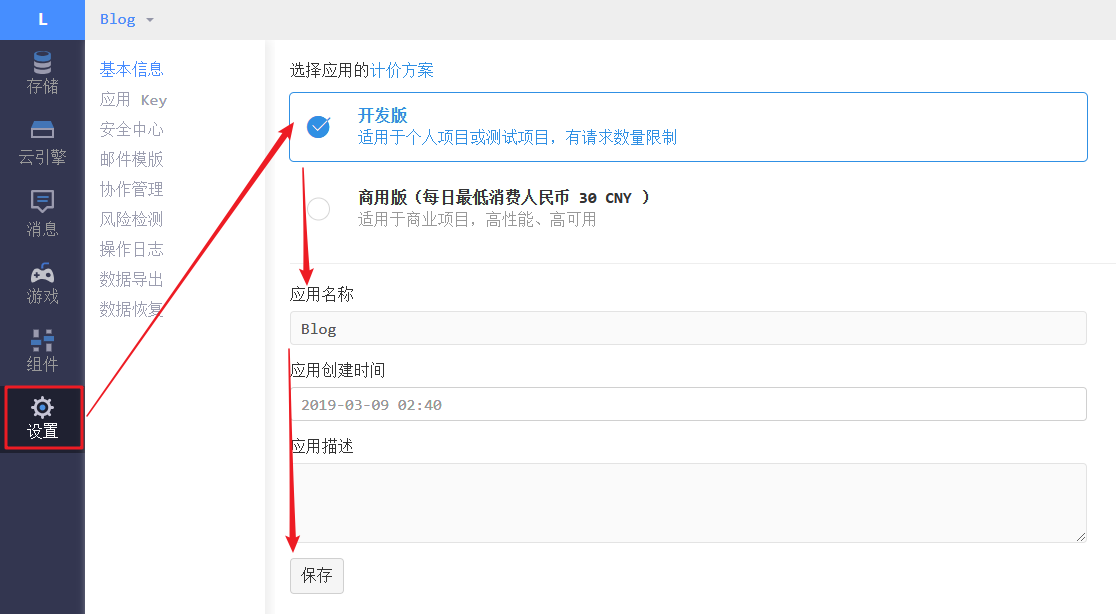 L
Blog
存储
云引擎
消息
游戏
组件
设置
基本信息
应用 Key
安全中心
邮件模版
协作管理
风险检测
操作日志
数据导出
数据恢复
选择应用的计价方案
开发版
适用于个人项目或测试项目，有请求数量限制
商用版（每日最低消费人民币 30 CNY ）
适用于商业项目，高性能、高可用
应用名称
Blog
应用创建时间
2019-03-09 02:40
应用描述
保存